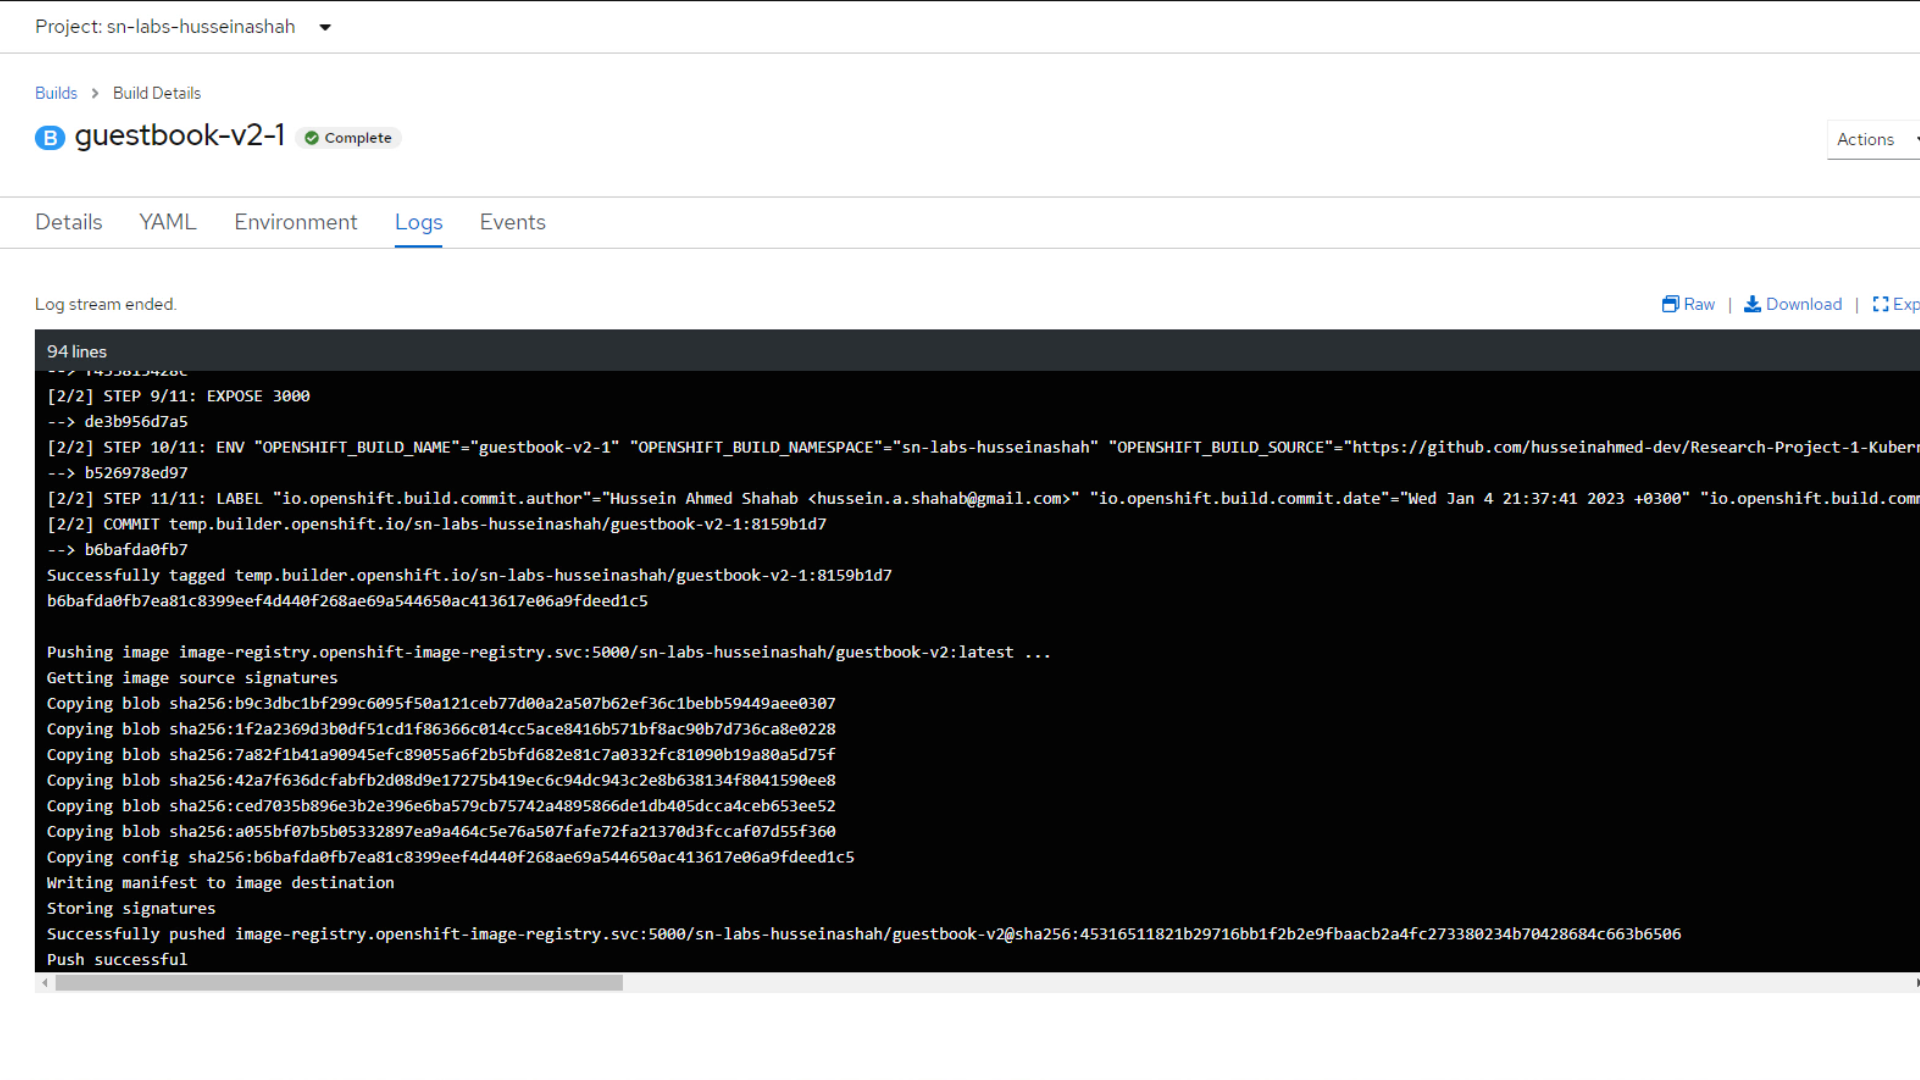 Project: sn-labs-husseinashah
Builds > Build Details
B guestbook-v2-1 Complete
Actions
Details YAML Environment Logs Events
Log stream ended.
Raw | Download | Exp
94 lines
[2/2] STEP 9/11: EXPOSE 3000
--> de3b956d7a5
[2/2] STEP 10/11: ENV "OPENSHIFT_BUILD_NAME"="guestbook-v2-1" "OPENSHIFT_BUILD_NAMESPACE"="sn-labs-husseinashah" "OPENSHIFT_BUILD_SOURCE"="https://github.com/husseinahmed-dev/Research-Project-1-Kubern
--> b526978ed97
[2/2] STEP 11/11: LABEL "io.openshift.build.commit.author"="Hussein Ahmed Shahab <hussein.a.shahab@gmail.com>" "io.openshift.build.commit.date"="Wed Jan 4 21:37:41 2023 +0300" "io.openshift.build.com
[2/2] COMMIT temp.builder.openshift.io/sn-labs-husseinashah/guestbook-v2-1:8159b1d7
--> b6bafda0fb7
Successfully tagged temp.builder.openshift.io/sn-labs-husseinashah/guestbook-v2-1:8159b1d7
b6bafda0fb7ea81c8399eef4d440f268ae69a544650ac413617e06a9fdeed1c5
Pushing image image-registry.openshift-image-registry.svc:5000/sn-labs-husseinashah/guestbook-v2:latest ...
Getting image source signatures
Copying blob sha256:b9c3dbc1bf299c6095f50a121ceb77d00a2a507b62ef36c1bebb59449aee0307
Copying blob sha256:1f2a2369d3b0df51cd1f86366c014cc5ace8416b571bf8ac90b7d736ca8e0228
Copying blob sha256:7a82f1b41a90945efc89055a6f2b5bfd682e81c7a0332fc81090b19a80a5d75f
Copying blob sha256:42a7f636dcfabfb2d08d9e17275b419ec6c94dc943c2e8b638134f8041590ee8
Copying blob sha256:ced7035b896e3b2e396e6ba579cb75742a4895866de1db405dcca4ceb653ee52
Copying blob sha256:a055bf07b5b05332897ea9a464c5e76a507fafe72fa21370d3fccaf07d55f360
Copying config sha256:b6bafda0fb7ea81c8399eef4d440f268ae69a544650ac413617e06a9fdeed1c5
Writing manifest to image destination
Storing signatures
Successfully pushed image-registry.openshift-image-registry.svc:5000/sn-labs-husseinashah/guestbook-v2@sha256:45316511821b29716bb1f2b2e9fbaacb2a4fc273380234b70428684c663b6506
Push successful